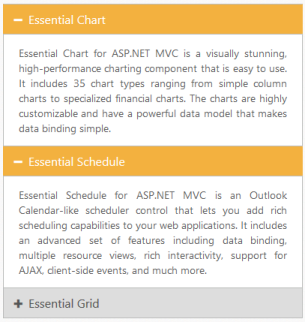 Essential Chart
Essential Chart for ASP.NET MVC is a visually stunning,
high-performance charting component that is easy to use.
It includes 35 chart types ranging from simple column
charts to specialized financial charts. The charts are highly
customizable and have a powerful data model that makes
data binding simple.
Essential Schedule
Essential Schedule for ASP.NET MVC is an Outlook
Calendar-like scheduler control that lets you add rich
scheduling capabilities to your web applications. It includes
an advanced set of features including data binding,
multiple resource views, rich interactivity, support for
AJAX, client-side events, and much more.
Essential Grid